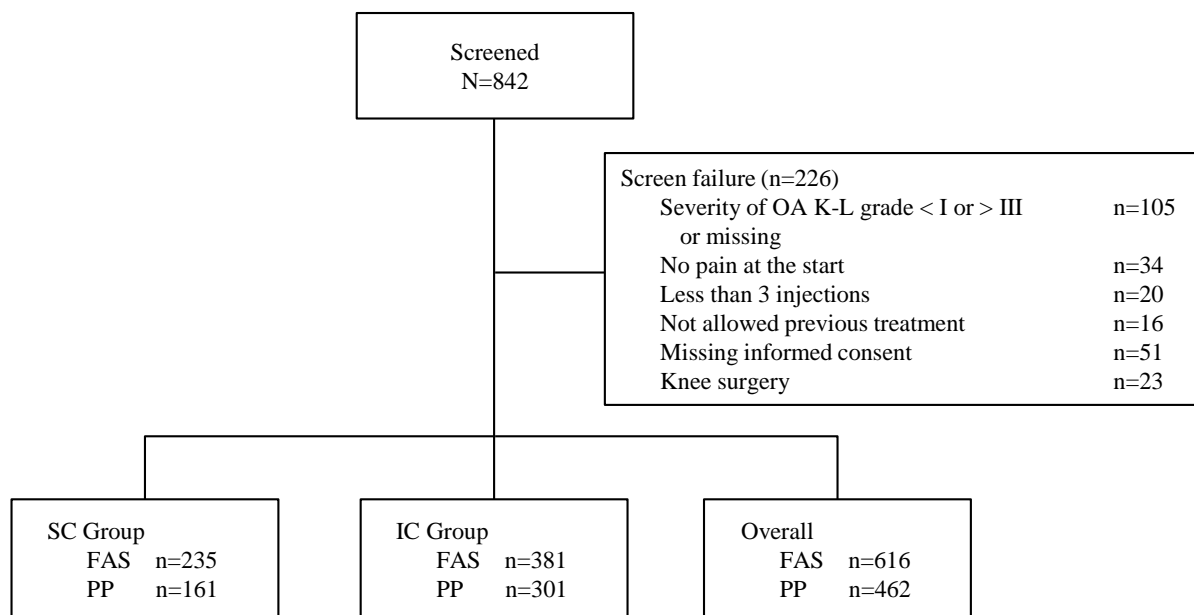 Screened
N=842
Screen failure (n=226)
Severity of OA K-L grade < I or > III n=105
or missing
No pain at the start n=34
Less than 3 injections n=20
Not allowed previous treatment n=16
Missing informed consent n=51
Knee surgery n=23
SC Group
FAS n=235
PP n=161
IC Group
FAS n=381
PP n=301
Overall
FAS n=616
PP n=462